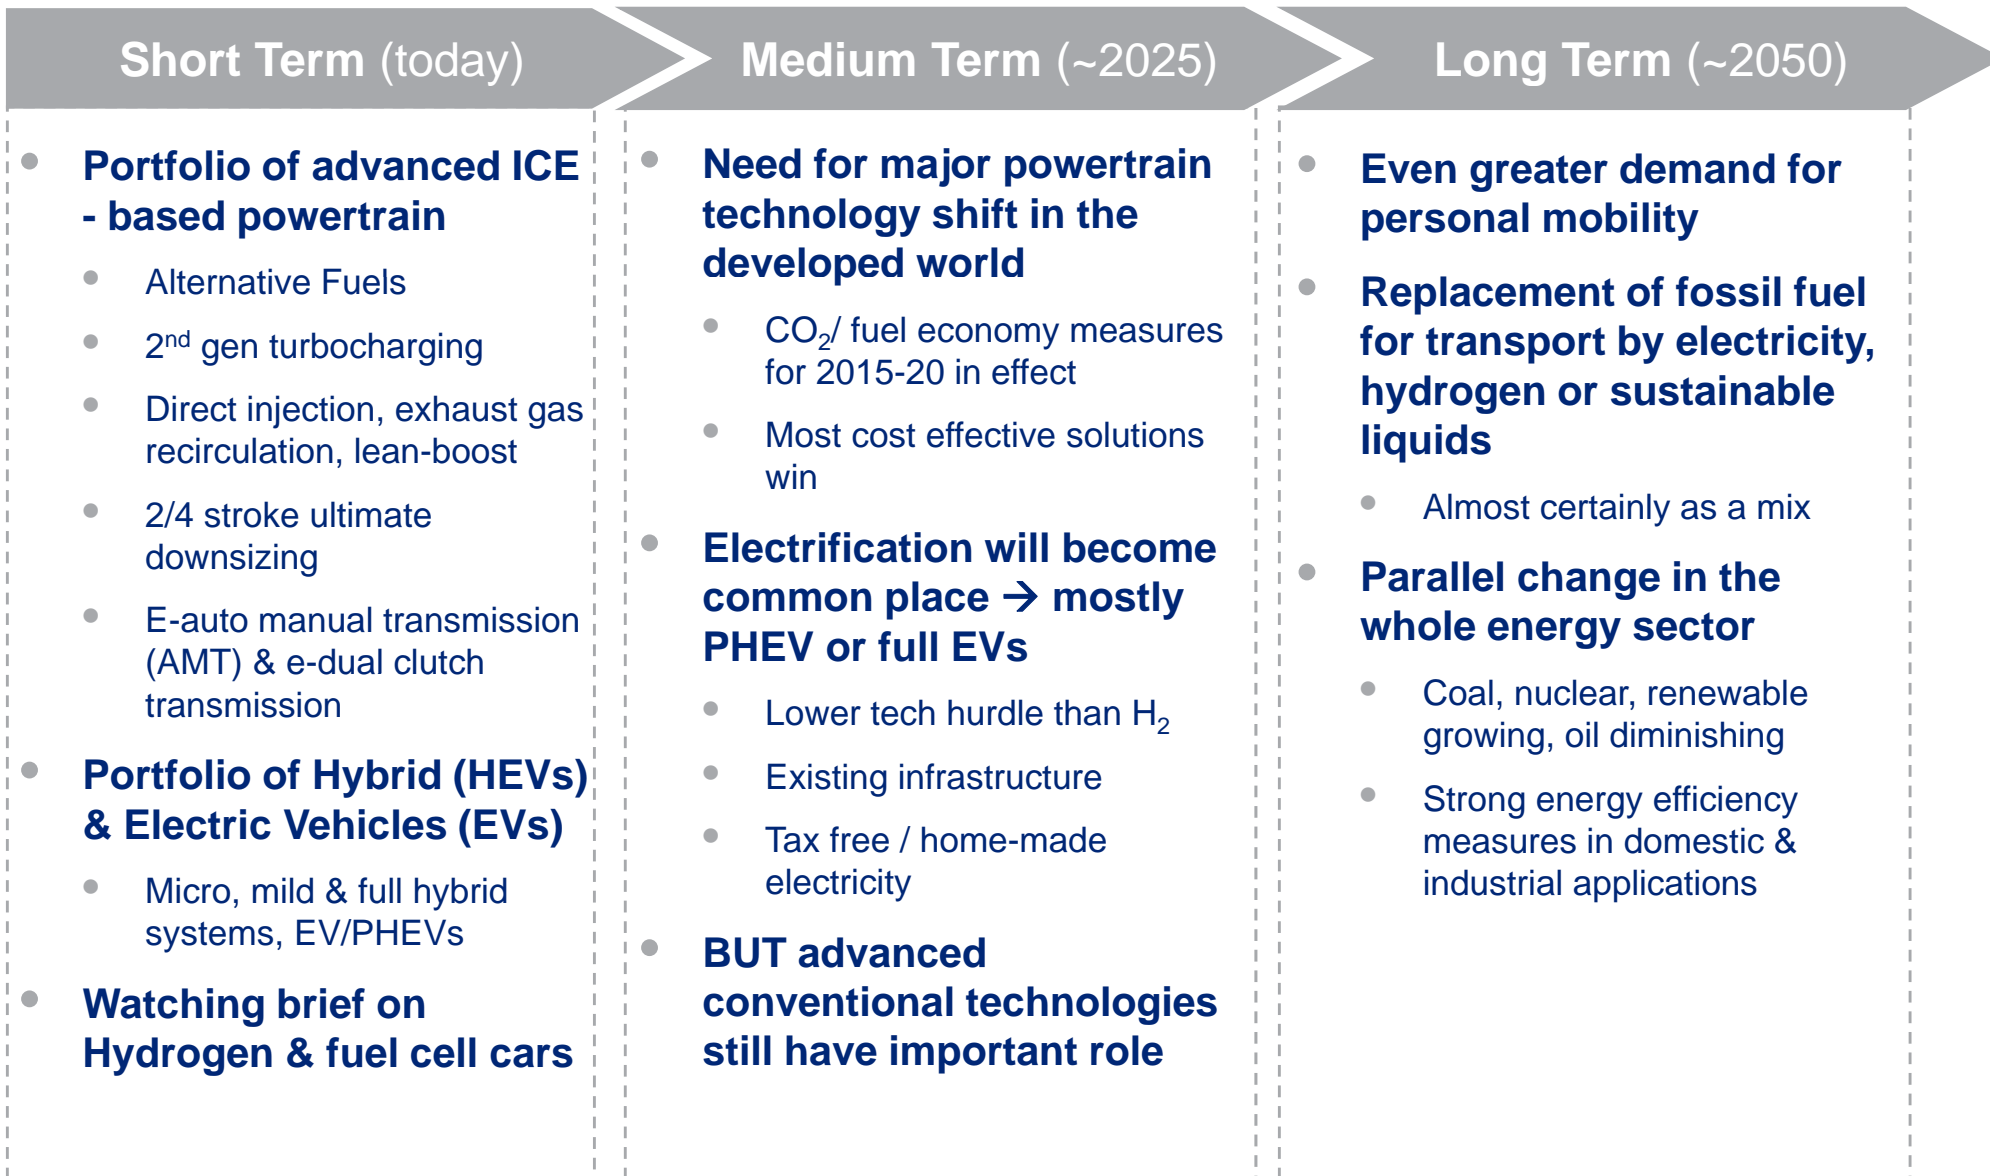 Short Term (today)
Portfolio of advanced ICE
- based powertrain
Alternative Fuels
2nd gen turbocharging
Direct injection, exhaust gas
recirculation, lean-boost
2/4 stroke ultimate
downsizing
E-auto manual transmission
(AMT) & e-dual clutch
transmission
Portfolio of Hybrid (HEVs)
& Electric Vehicles (EVs)
Micro, mild & full hybrid
systems, EV/PHEVs
Watching brief on
Hydrogen & fuel cell cars
Medium Term (~2025)
Need for major powertrain
technology shift in the
developed world
CO2/ fuel economy measures
for 2015-20 in effect
Most cost effective solutions
win
Electrification will become
common place → mostly
PHEV or full EVs
Lower tech hurdle than H2
Existing infrastructure
Tax free / home-made
electricity
BUT advanced
conventional technologies
still have important role
Long Term (~2050)
Even greater demand for
personal mobility
Replacement of fossil fuel
for transport by electricity,
hydrogen or sustainable
liquids
Almost certainly as a mix
Parallel change in the
whole energy sector
Coal, nuclear, renewable
growing, oil diminishing
Strong energy efficiency
measures in domestic &
industrial applications